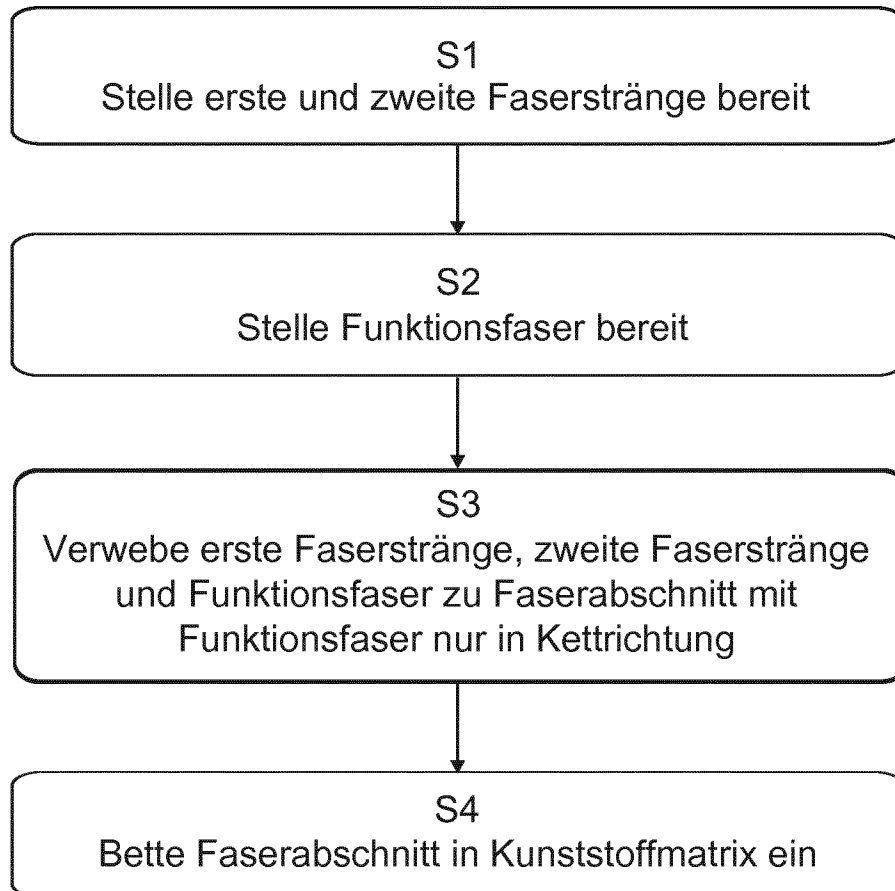 S1
Stelle erste und zweite Faserstränge bereit
S2
Stelle Funktionsfaser bereit
S3
Verwebe erste Faserstränge, zweite Faserstränge
und Funktionsfaser zu Faserabschnitt mit
Funktionsfaser nur in Kettrichtung
S4
Bette Faserabschnitt in Kunststoffmatrix ein